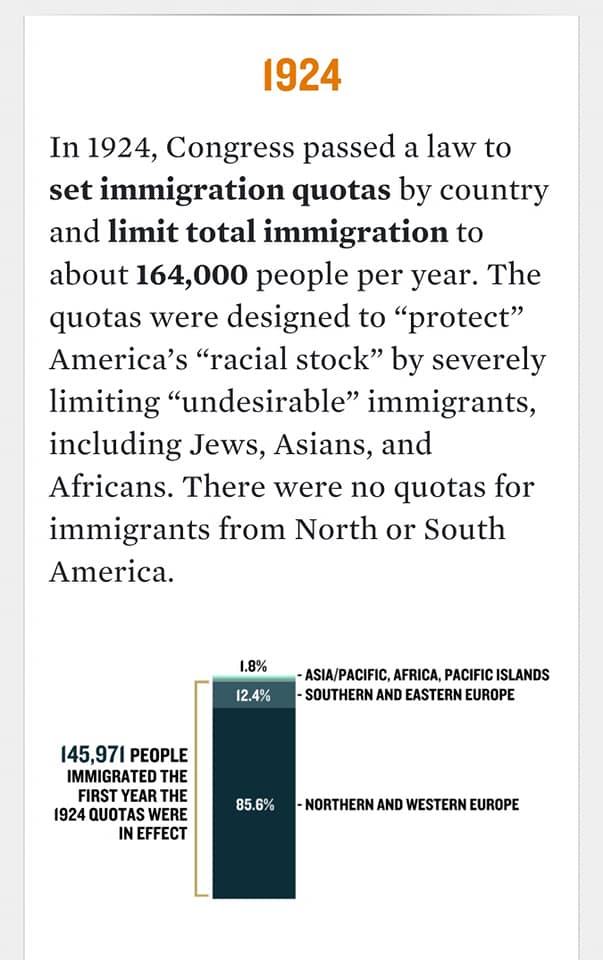 1924
In 1924, Congress passed a law to
set immigration quotas by country
and limit total immigration to
about 164,000 people per year. The
quotas were designed to “protect”
America’s “racial stock” by severely
limiting “undesirable” immigrants,
including Jews, Asians, and
Africans. There were no quotas for
immigrants from North or South
America.
1.8%
- ASIA/PACIFIC, AFRICA, PACIFIC ISLANDS
12.4%
- SOUTHERN AND EASTERN EUROPE
145,971 PEOPLE
IMMIGRATED THE
FIRST YEAR THE
1924 QUOTAS WERE
IN EFFECT
85.6%
- NORTHERN AND WESTERN EUROPE